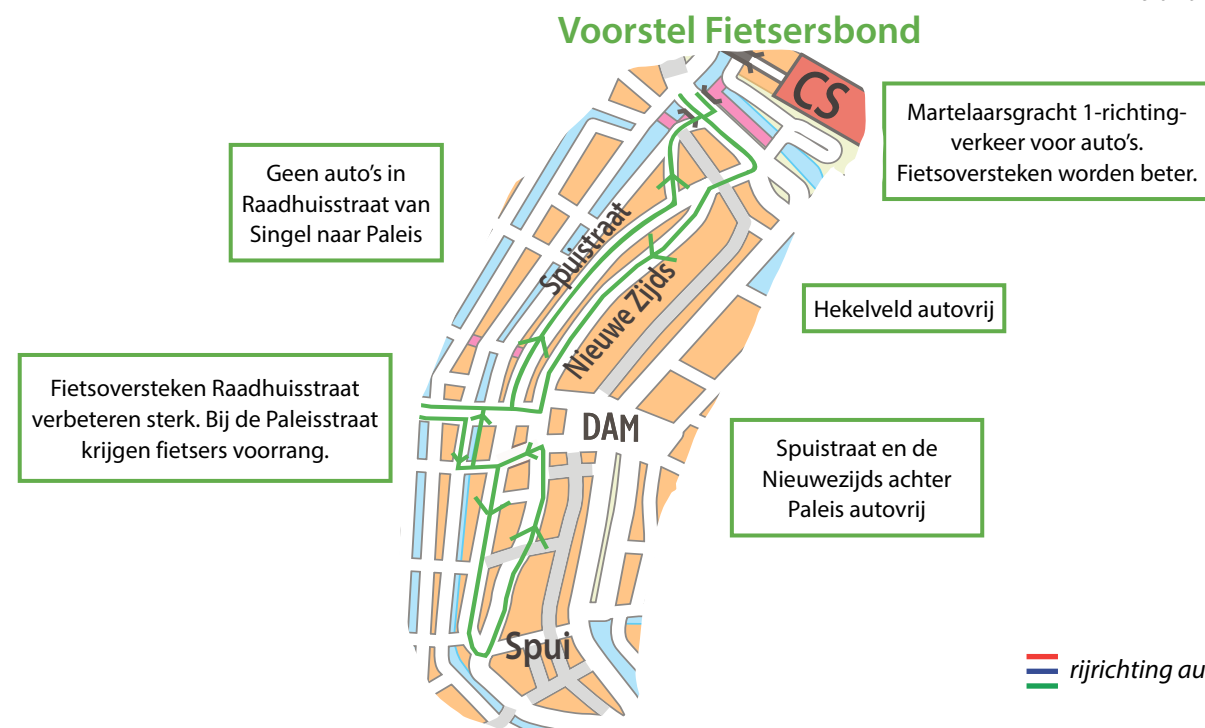 Voorstel Fietsersbond
CS
Martelaarsgracht 1-richting-
verkeer voor auto's.
Fietsoversteken worden beter.
Geen auto's in
Raadhuisstraat van
Singel naar Paleis
Spuistraat
Nieuwe Zijds
Hekelveld autovrij
Fietsoversteken Raadhuisstraat
verbeteren sterk. Bij de Paleisstraat
krijgen fietsers voorrang.
DAM
Spuistraat en de
Nieuwezijds achter
Paleis autovrij
Spui
rijrichting au